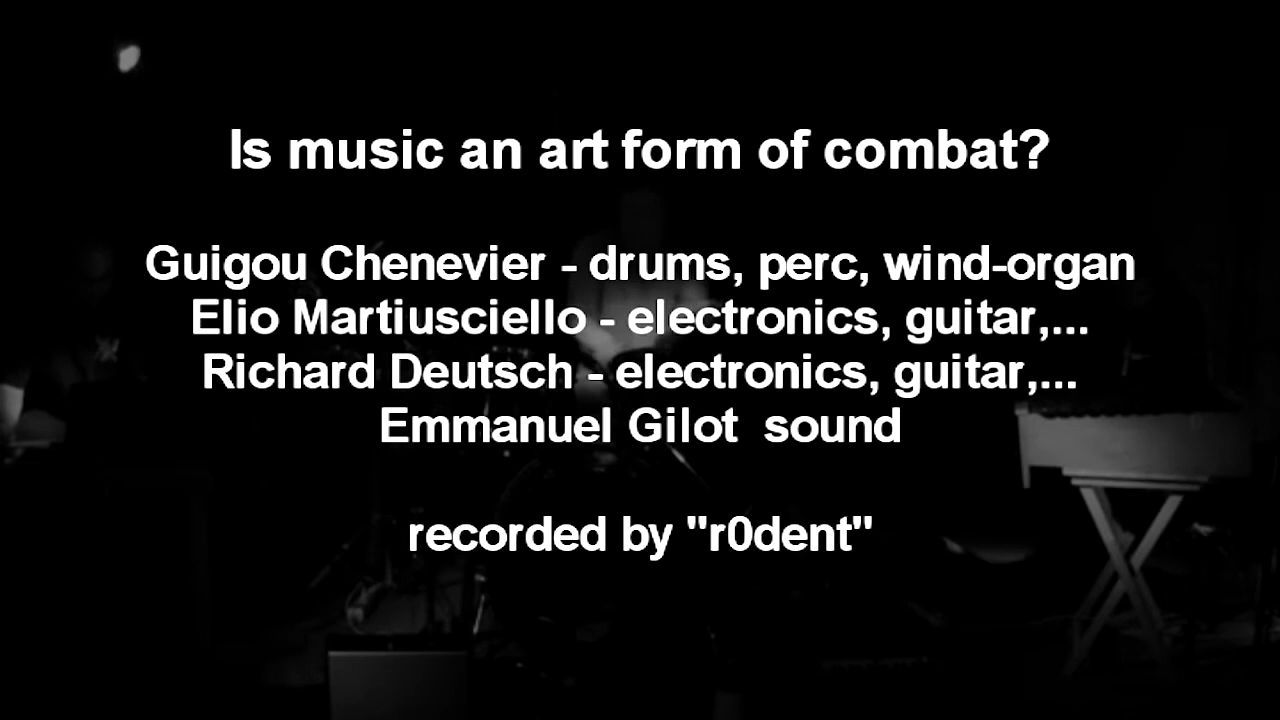 Is music an art form of combat?
Guigou Chenevier - drums, perc, wind-organ
Elio Martiusciello - electronics, guitar,...
Richard Deutsch - electronics, guitar,...
Emmanuel Gilot  sound
recorded by "r0dent"